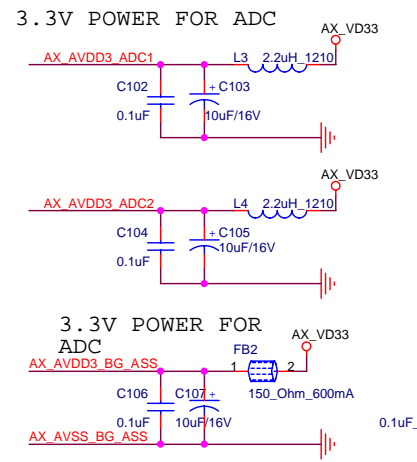 3.3V POWER FOR ADC
AX_VD33
AX_AVDD3_ADC1
L3 2.2uH_1210
C102
+ C103
0.1uF
10uF/16V
AX_VD33
AX_AVDD3_ADC2
L4 2.2uH_1210
C104
+ C105
10uF/16V
0.1uF
3.3V POWER FOR
ADC
AX_VD33
FB2
AX_AVDD3_BG_ASS
1 2
C106
C107 +
150_Ohm_600mA
0.1uF
10uF/16V
0.1uF_
AX_AVSS_BG_ASS